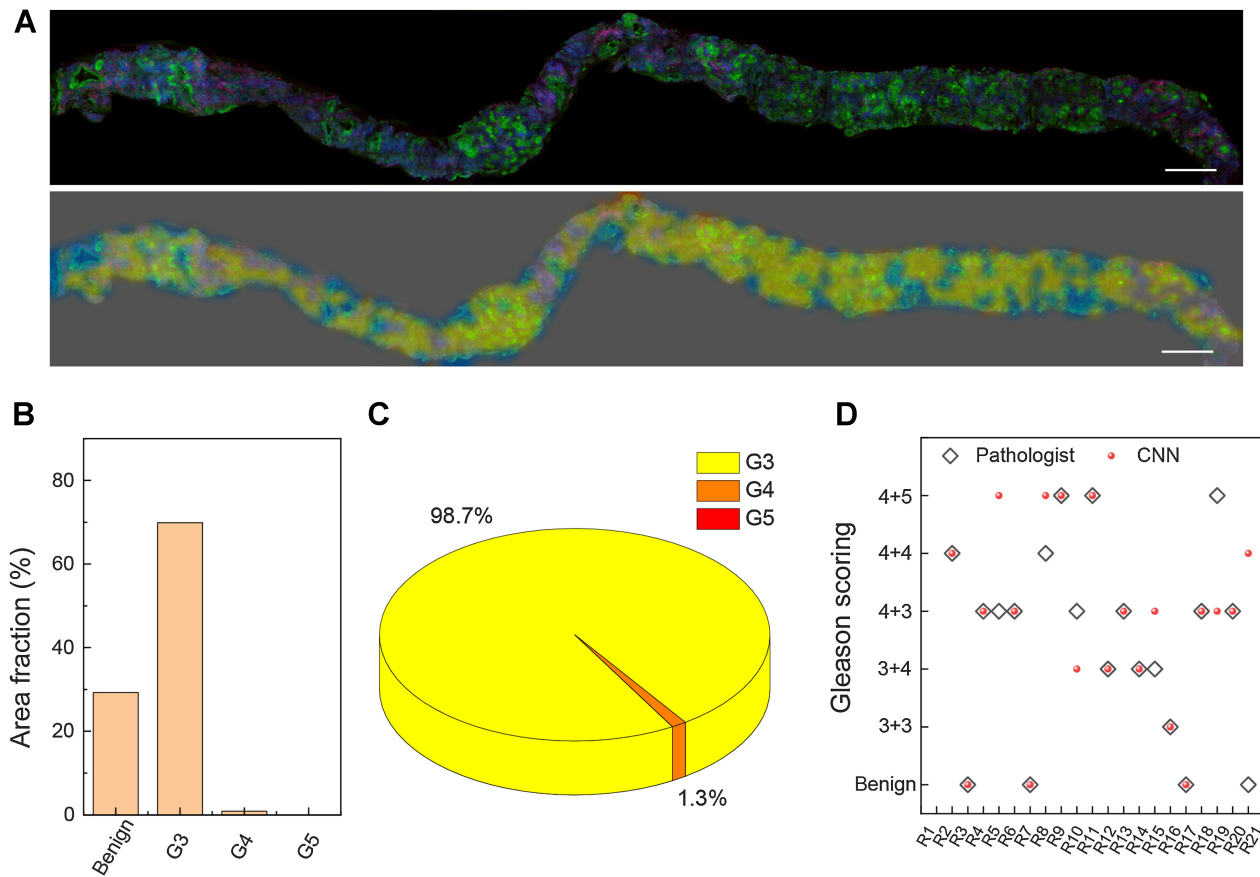 A
B
Area fraction (%)
80
60
40
20
0
Benign
G3
G4
G5
C
G3
G4
G5
98.7%
1.3%
D
Pathologist
CNN
Gleason scoring
4+5
4+4
4+3
3+4
3+3
Benign
R1
R2
R3
R4
R5
R6
R7
R8
R9
R10
R11
R12
R13
R14
R15
R16
R17
R18
R19
R20
R21